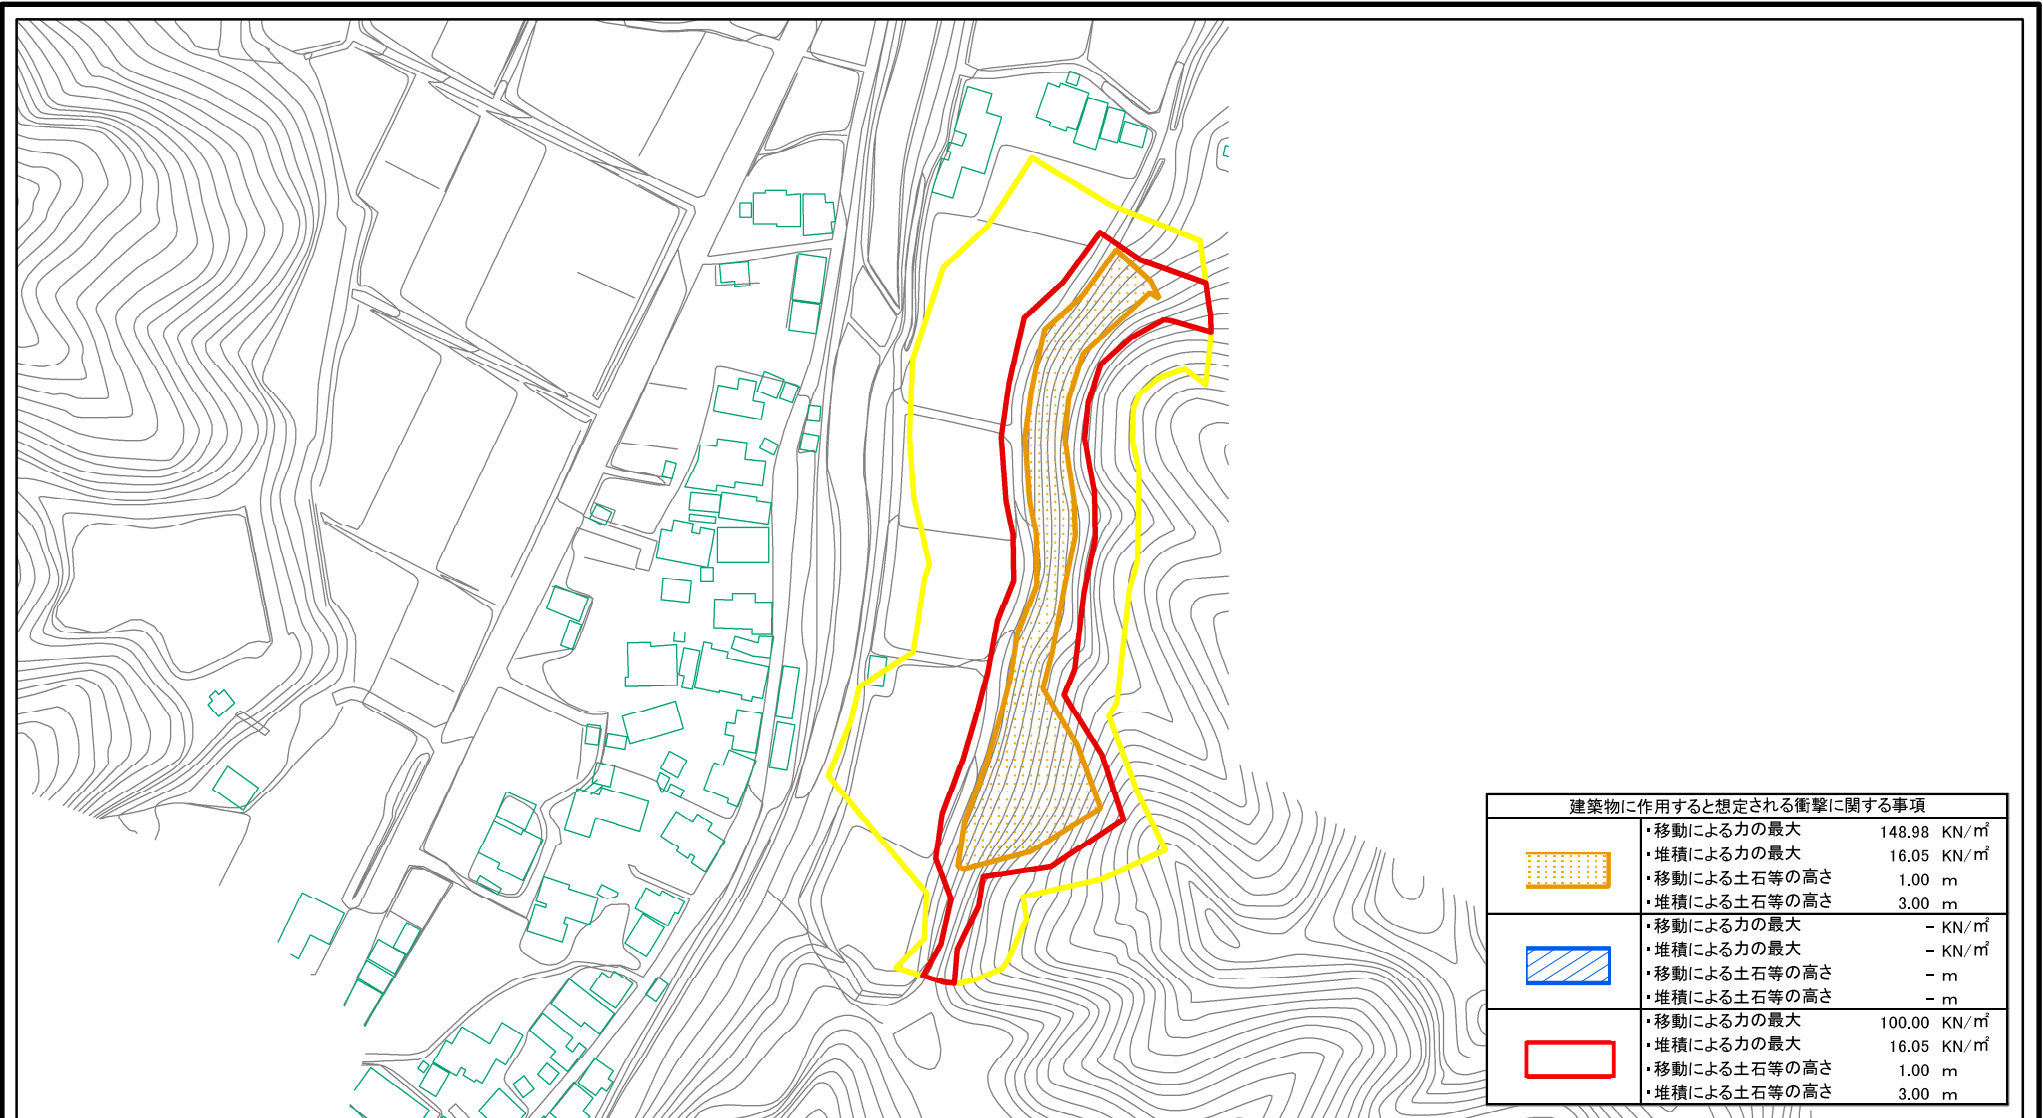 建築物に作用すると想定される衝撃に関する事項
・移動による力の最大 148.98 KN/㎡
・堆積による力の最大 16.05 KN/㎡
・移動による土石等の高さ 1.00 m
・堆積による土石等の高さ 3.00 m
・移動による力の最大 - KN/㎡
・堆積による力の最大 - KN/㎡
・移動による土石等の高さ - m
・堆積による土石等の高さ - m
・移動による力の最大 100.00 KN/㎡
・堆積による力の最大 16.05 KN/㎡
・移動による土石等の高さ 1.00 m
・堆積による土石等の高さ 3.00 m